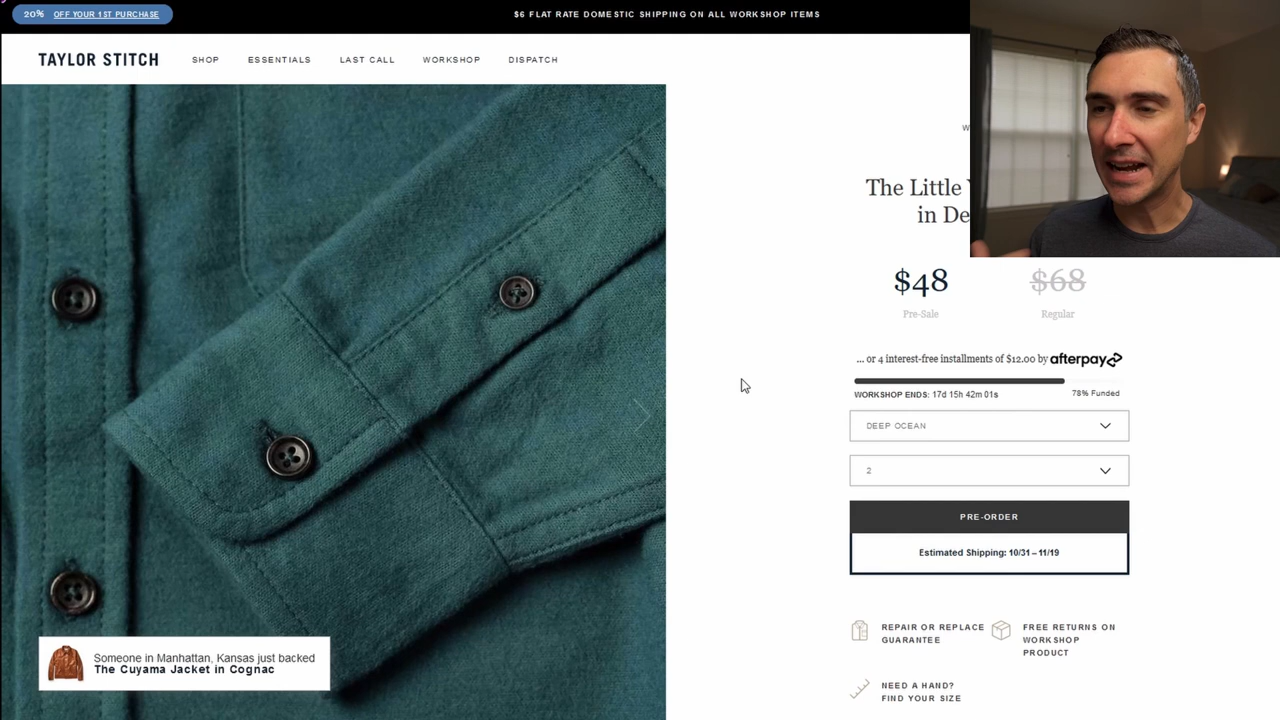 20% OFF YOUR 1ST PURCHASE
$6 FLAT RATE DOMESTIC SHIPPING ON ALL WORKSHOP ITEMS
TAYLOR STITCH
SHOP
ESSENTIALS
LAST CALL
WORKSHOP
DISPATCH
The Little
in De
$48
$68
Pre-Sale
Regular
... or 4 interest-free installments of $12.00 by afterpay
WORKSHOP ENDS: 17d 15h 42m 01s
78% Funded
DEEP OCEAN
2
PRE-ORDER
Estimated Shipping: 10/31 – 11/19
REPAIR OR REPLACE
GUARANTEE
FREE RETURNS ON
WORKSHOP
PRODUCT
NEED A HAND?
FIND YOUR SIZE
Someone in Manhattan, Kansas just backed
The Cuyama Jacket in Cognac